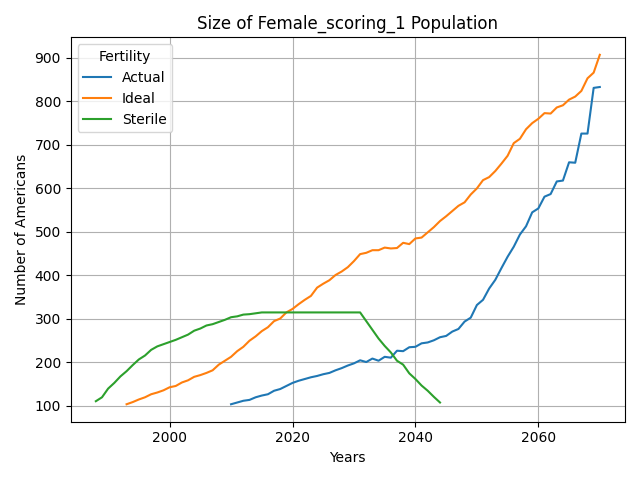 Size of Female_scoring_1 Population
Fertility
Actual
Ideal
Sterile
900
800
700
600
500
400
300
200
100
Number of Americans
2000 2020 2040 2060
Years